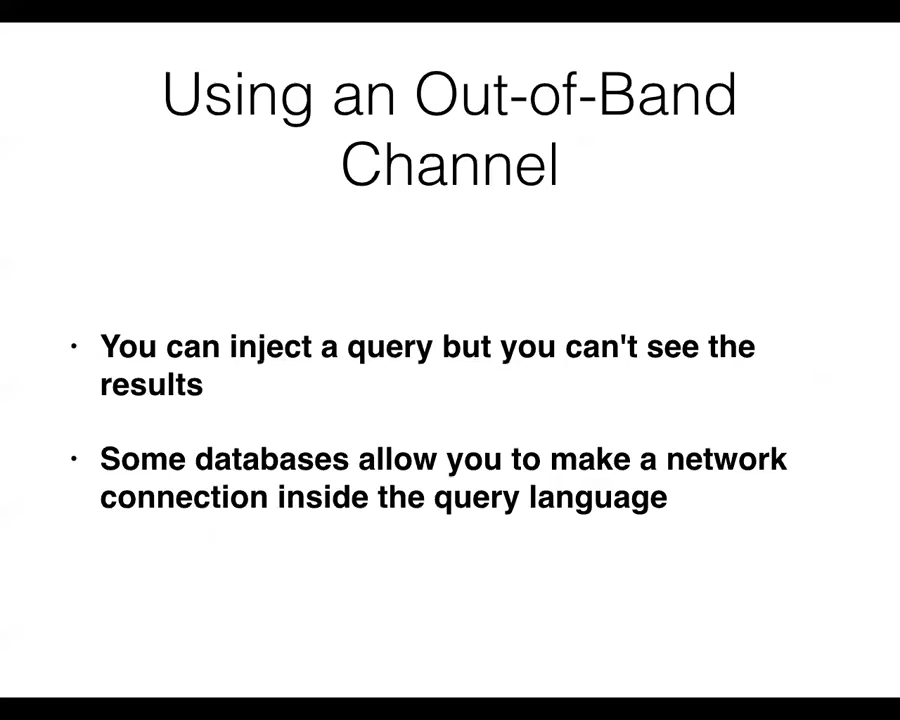 Using an Out-of-Band
Channel
• You can inject a query but you can't see the
results
• Some databases allow you to make a network
connection inside the query language